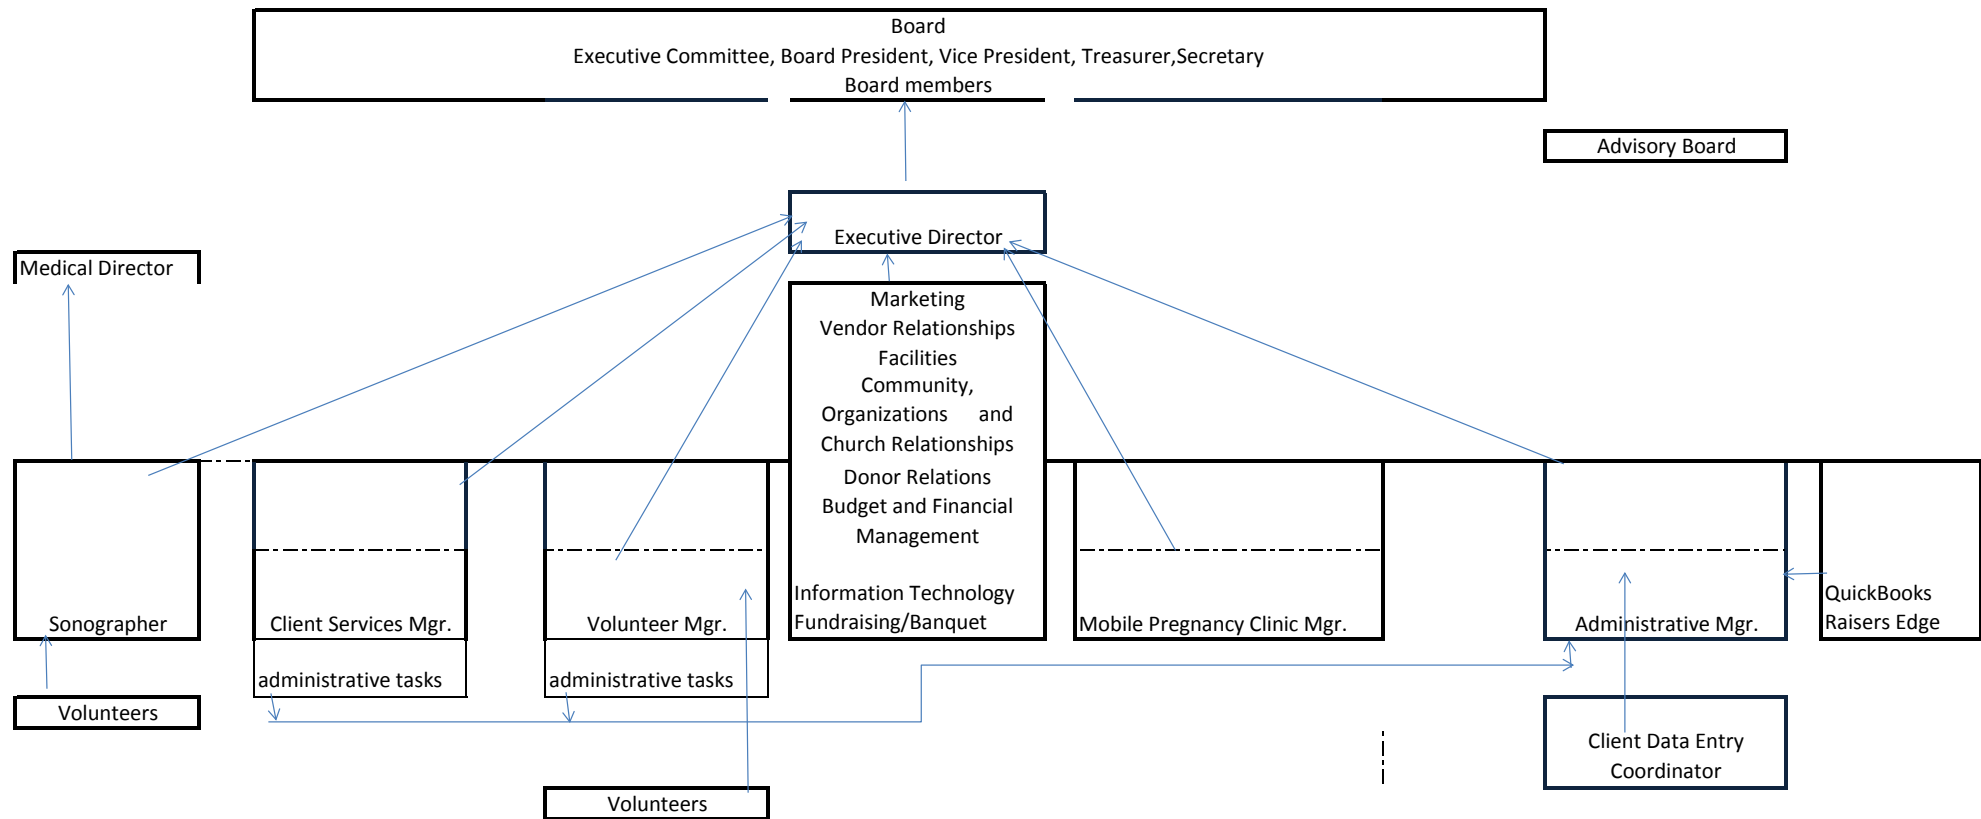 Board
Executive Committee, Board President, Vice President, Treasurer,Secretary
Board members
Advisory Board
Executive Director
Medical Director
Marketing
Vendor Relationships
Facilities
Community,
Organizations and
Church Relationships
Donor Relations
Budget and Financial
Management
Information Technology
Fundraising/Banquet
Sonographer
Client Services Mgr.
Volunteer Mgr.
Mobile Pregnancy Clinic Mgr.
Administrative Mgr.
QuickBooks
Raisers Edge
administrative tasks
administrative tasks
Volunteers
Client Data Entry
Coordinator
Volunteers